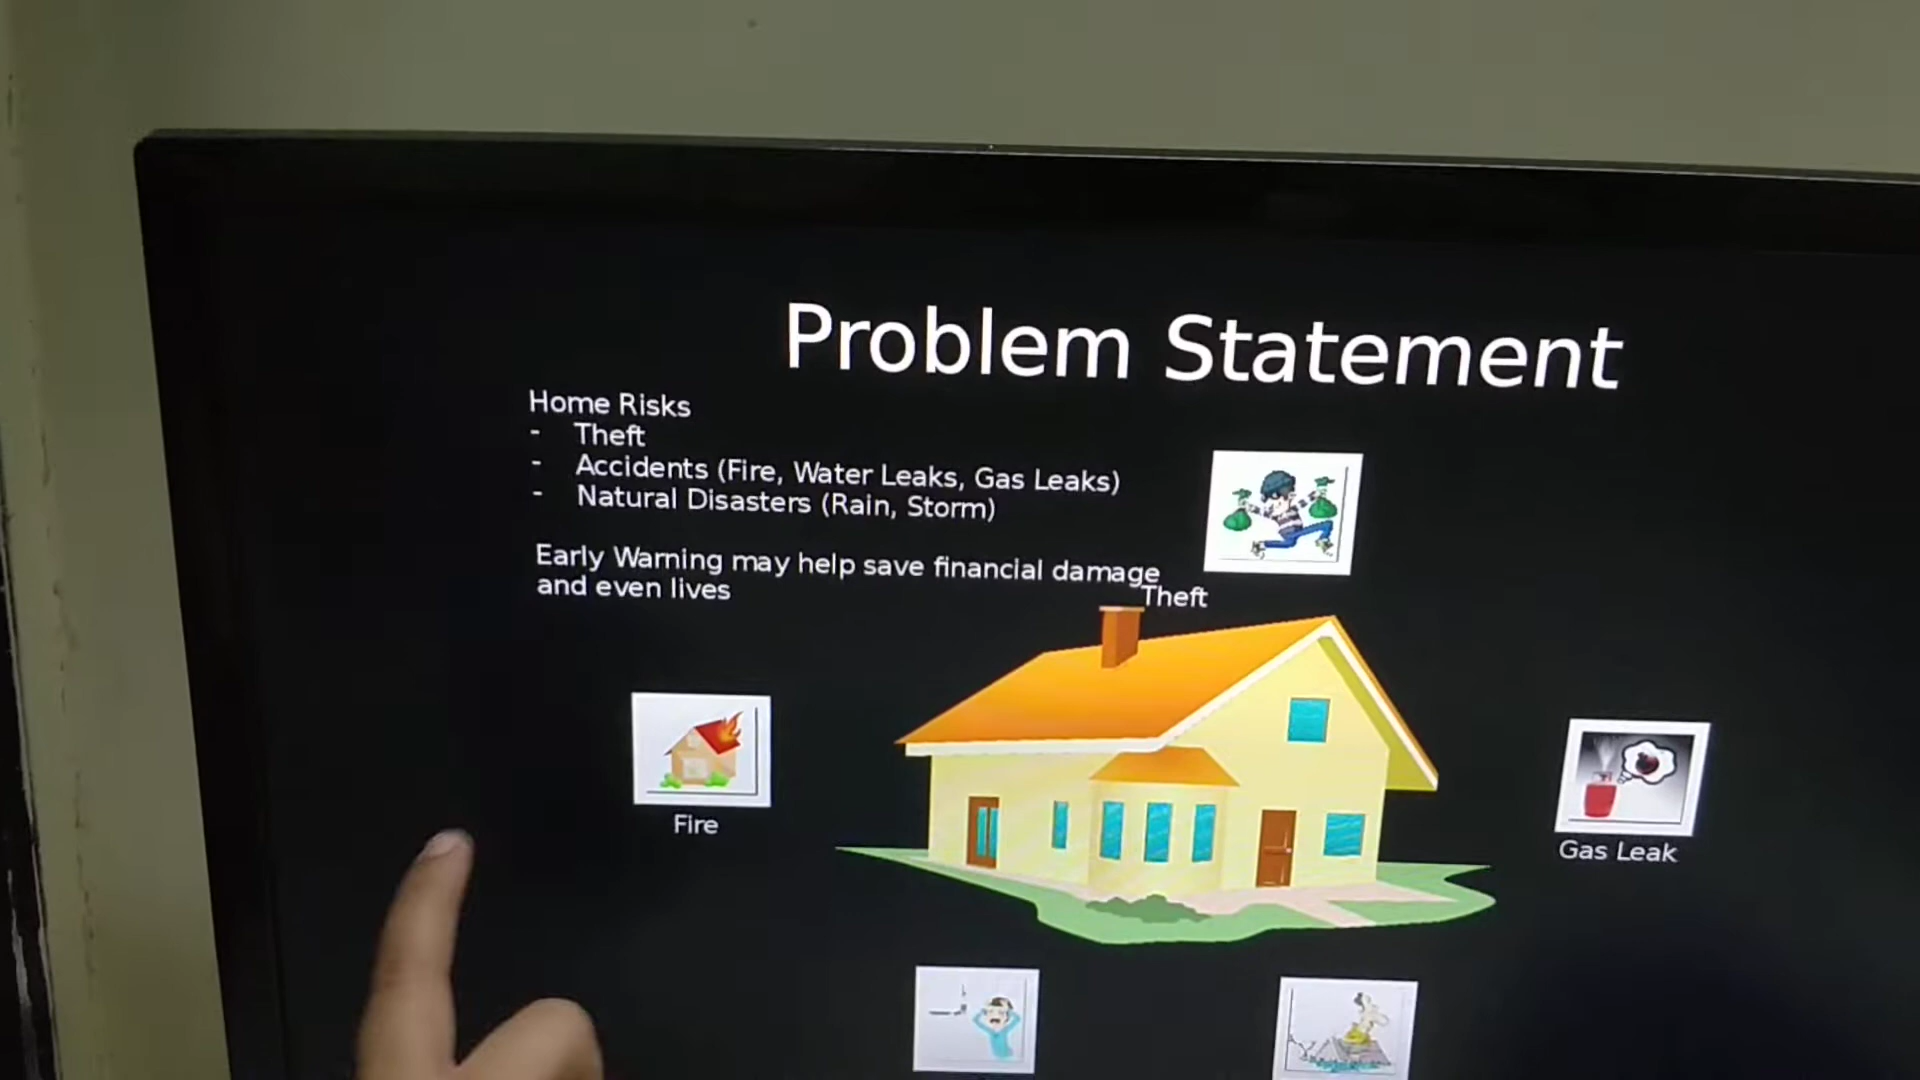 Problem Statement
Home Risks
- Theft
- Accidents (Fire, Water Leaks, Gas Leaks)
- Natural Disasters (Rain, Storm)
Early Warning may help save financial damage
and even lives
Theft
Fire
Gas Leak